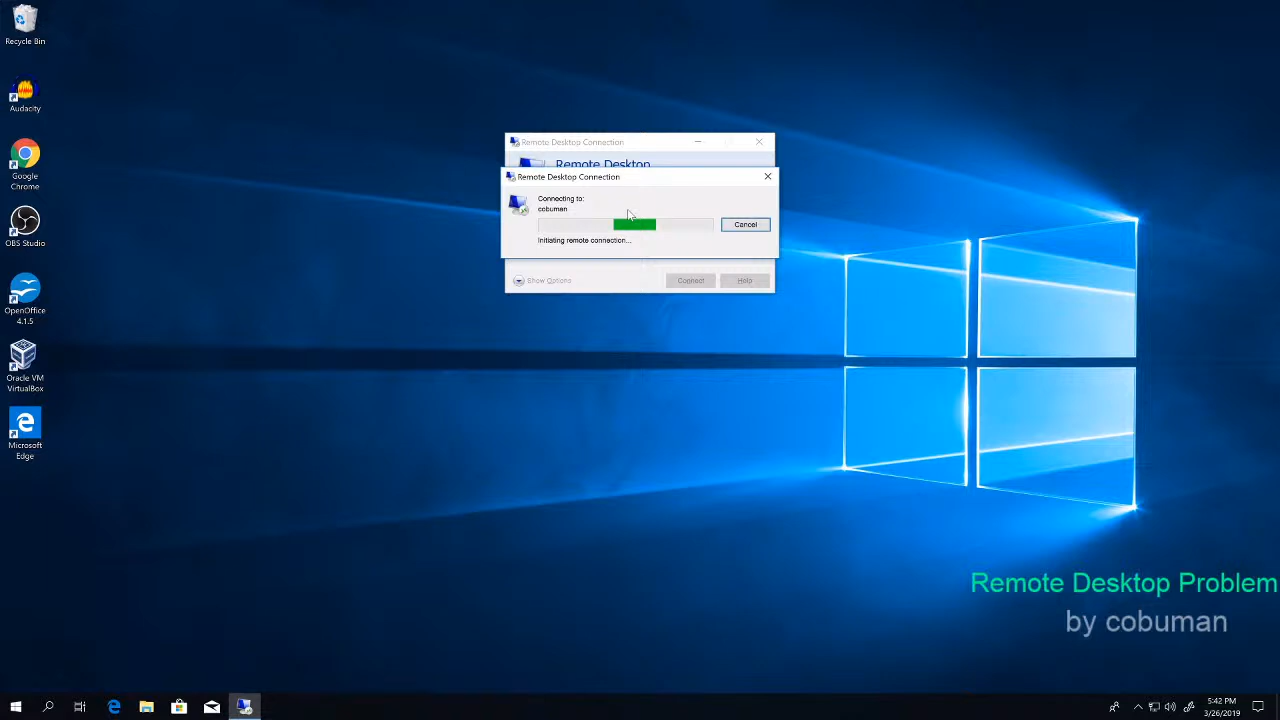 Recycle Bin
Audacity
Google
Chrome
OBS Studio
OpenOffice
4.1.5
Oracle VM
VirtualBox
Microsoft
Edge
Remote Desktop Connection
Remote Desktop
Remote Desktop Connection
Connecting to:
cobuman
Cancel
Initiating remote connection...
Show Options
Connect
Help
Remote Desktop Problem
by cobuman
5:42 PM
3/26/2019